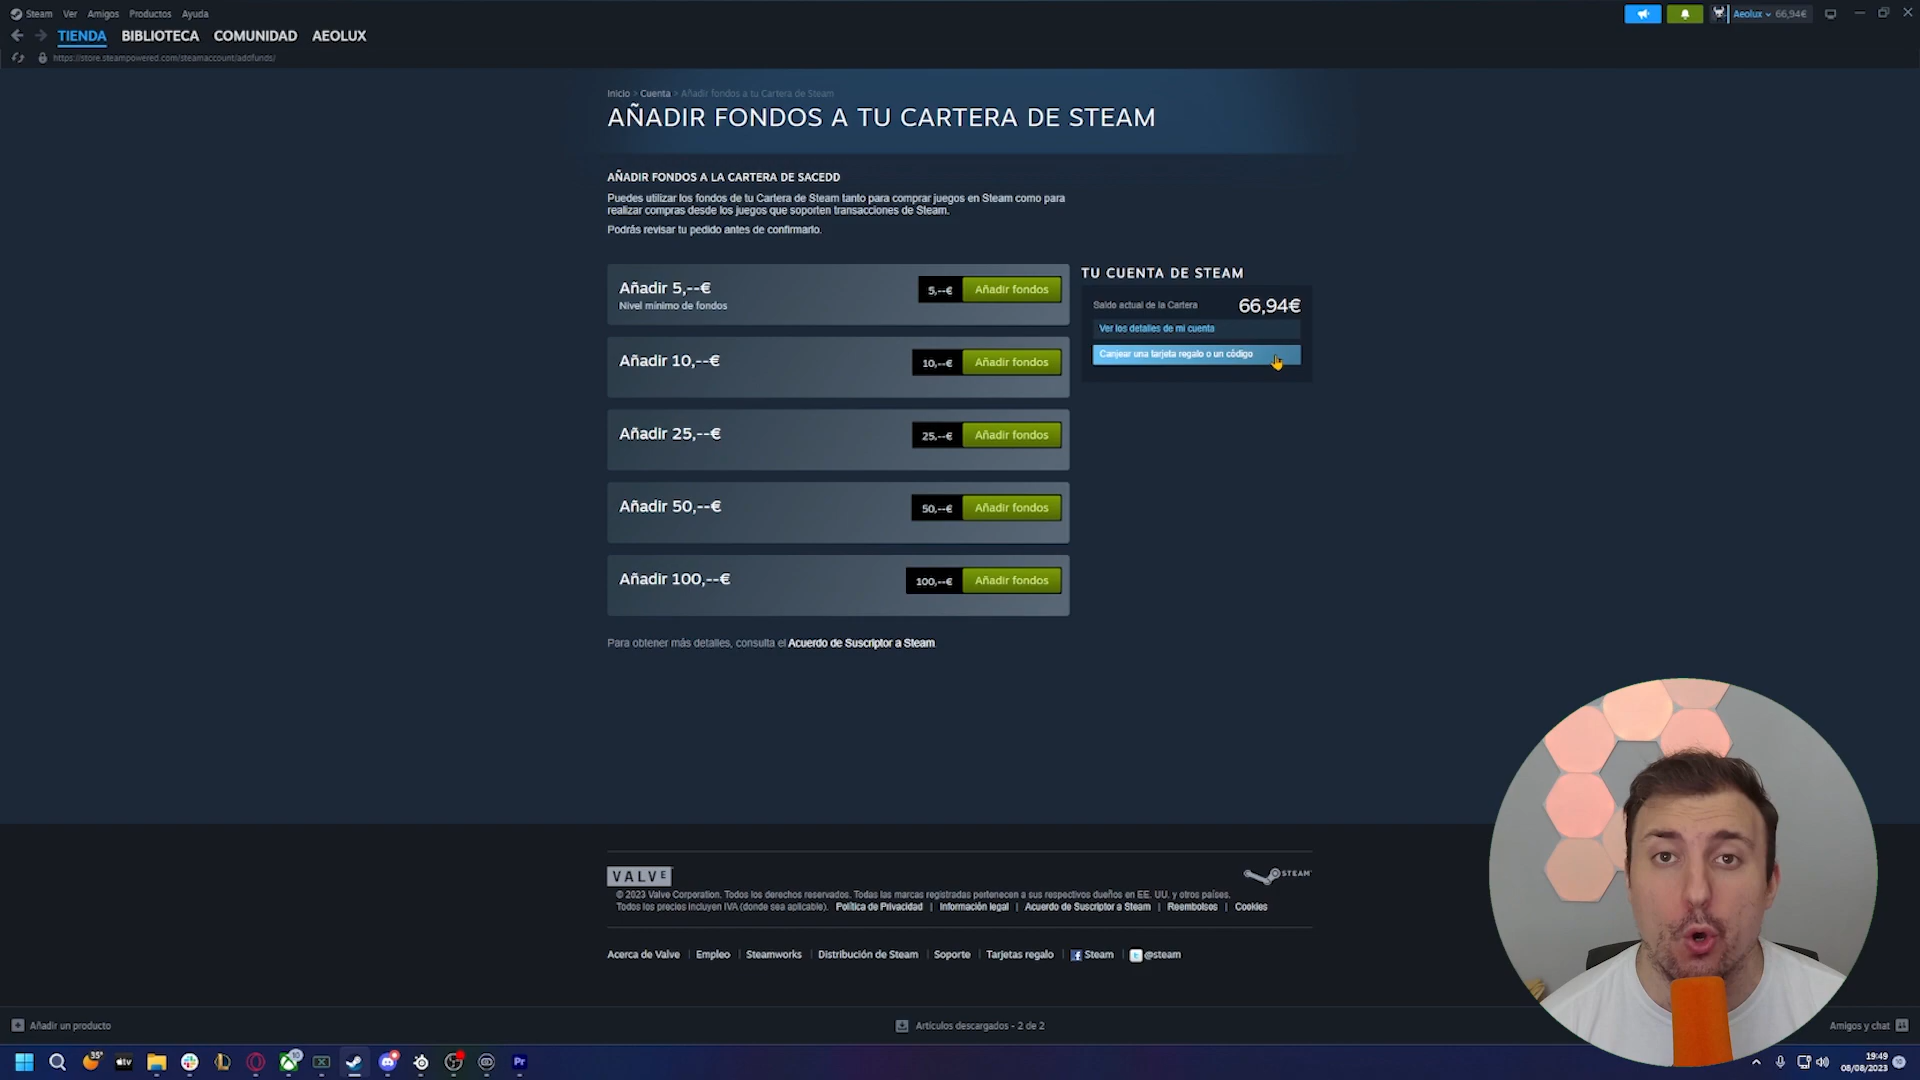 Steam Ver Amigos Productos Ayuda
Aeolux 66,94€
TIENDA BIBLIOTECA COMUNIDAD AEOLUX
https://store.steampowered.com/steamaccount/addfunds/
Inicio > Cuenta > Añadir fondos a tu Cartera de Steam
AÑADIR FONDOS A TU CARTERA DE STEAM
AÑADIR FONDOS A LA CARTERA DE SACEDD
Puedes utilizar los fondos de tu Cartera de Steam tanto para comprar juegos en Steam como para
realizar compras desde los juegos que soporten transacciones de Steam.
Podrás revisar tu pedido antes de confirmarlo.
Añadir 5,--€
Nivel mínimo de fondos
5,--€ Añadir fondos
Añadir 10,--€
10,--€ Añadir fondos
Añadir 25,--€
25,--€ Añadir fondos
Añadir 50,--€
50,--€ Añadir fondos
Añadir 100,--€
100,--€ Añadir fondos
TU CUENTA DE STEAM
Saldo actual de la Cartera 66,94€
Ver los detalles de mi cuenta
Canjear una tarjeta regalo o un código
Para obtener más detalles, consulta el Acuerdo de Suscriptor a Steam
VALVE
STEAM
© 2023 Valve Corporation. Todos los derechos reservados. Todas las marcas registradas pertenecen a sus respectivos dueños en EE. UU. y otros países.
Todos los precios incluyen IVA (donde sea aplicable). Política de Privacidad | Información legal | Acuerdo de Suscriptor a Steam | Reembolsos | Cookies
Acerca de Valve | Empleo | Steamworks | Distribución de Steam | Soporte | Tarjetas regalo | Steam | @steam
Añadir un producto
Artículos descargados - 2 de 2
Amigos y chat
35°
tv
Pr
19:49
08/08/2023